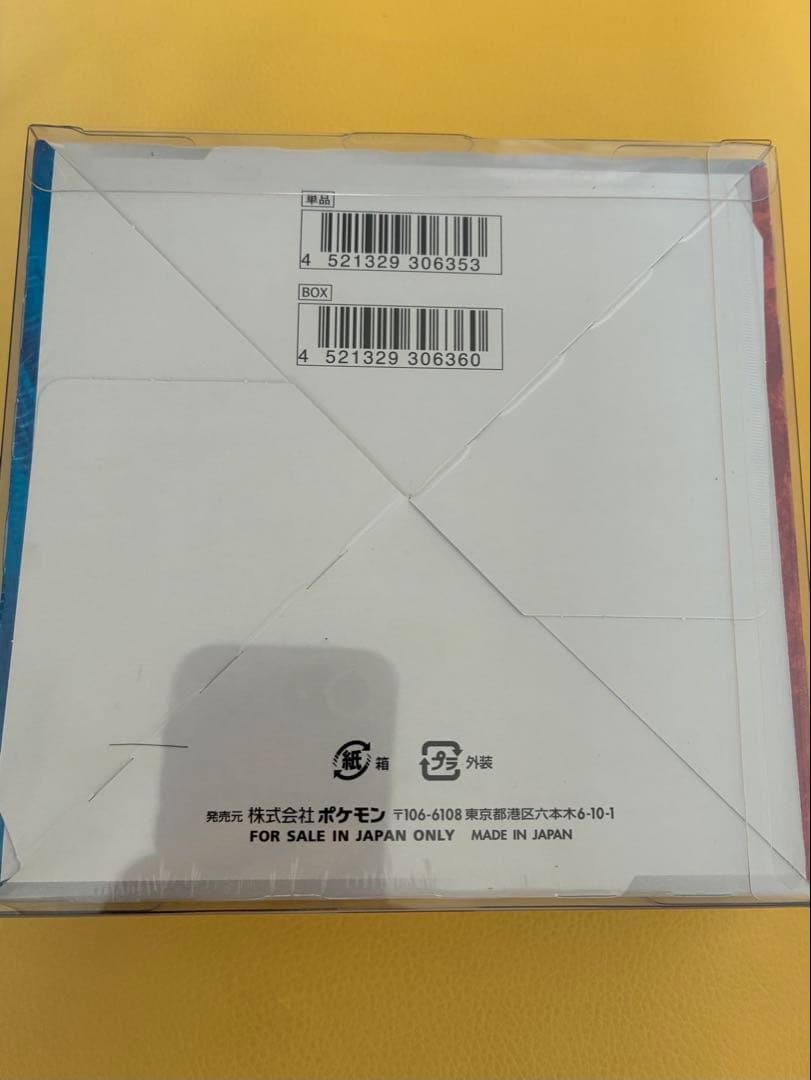 単品
4 521329 306353
BOX
4 521329 306360
紙 箱 プラ 外装
発売元 株式会社ポケモン 〒106-6108 東京都港区六本木6-10-1
FOR SALE IN JAPAN ONLY MADE IN JAPAN